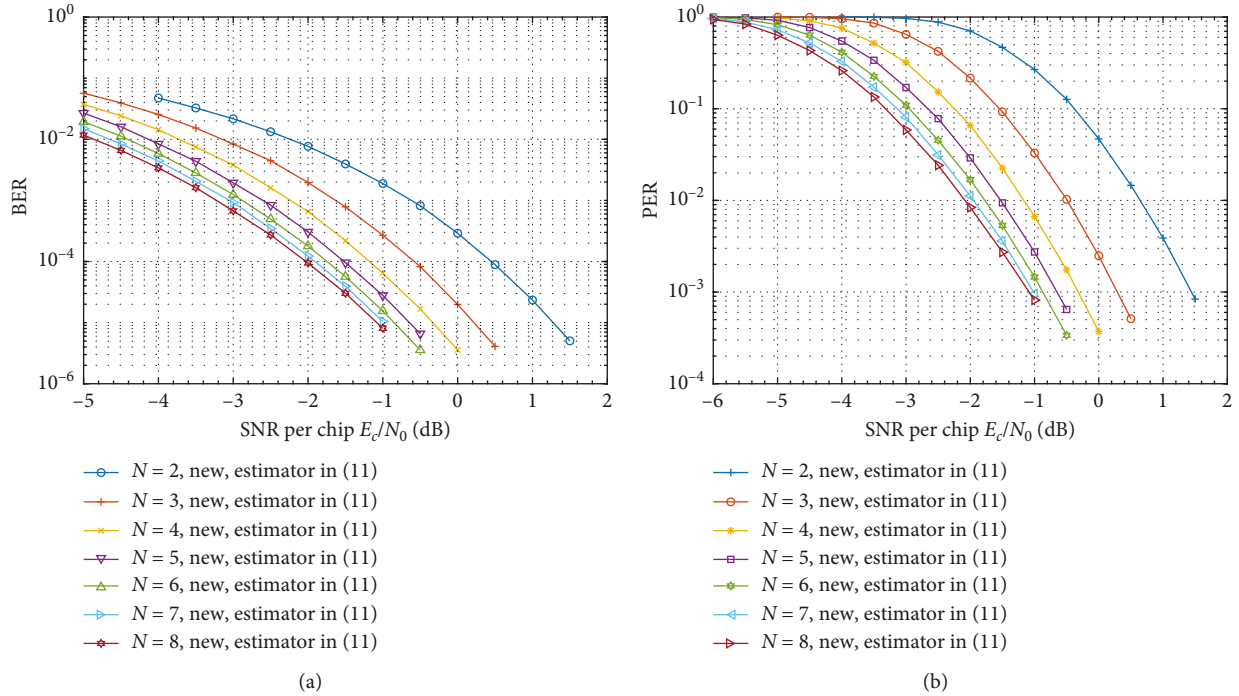 10^0
10^-2
10^-4
10^-6
BER
–5
–4
–3
–2
–1
0
1
2
SNR per chip E_c/N_0 (dB)
N = 2, new, estimator in (11)
N = 3, new, estimator in (11)
N = 4, new, estimator in (11)
N = 5, new, estimator in (11)
N = 6, new, estimator in (11)
N = 7, new, estimator in (11)
N = 8, new, estimator in (11)
(a)
10^0
10^-1
10^-2
10^-3
10^-4
PER
–6
–5
–4
–3
–2
–1
0
1
2
SNR per chip E_c/N_0 (dB)
N = 2, new, estimator in (11)
N = 3, new, estimator in (11)
N = 4, new, estimator in (11)
N = 5, new, estimator in (11)
N = 6, new, estimator in (11)
N = 7, new, estimator in (11)
N = 8, new, estimator in (11)
(b)